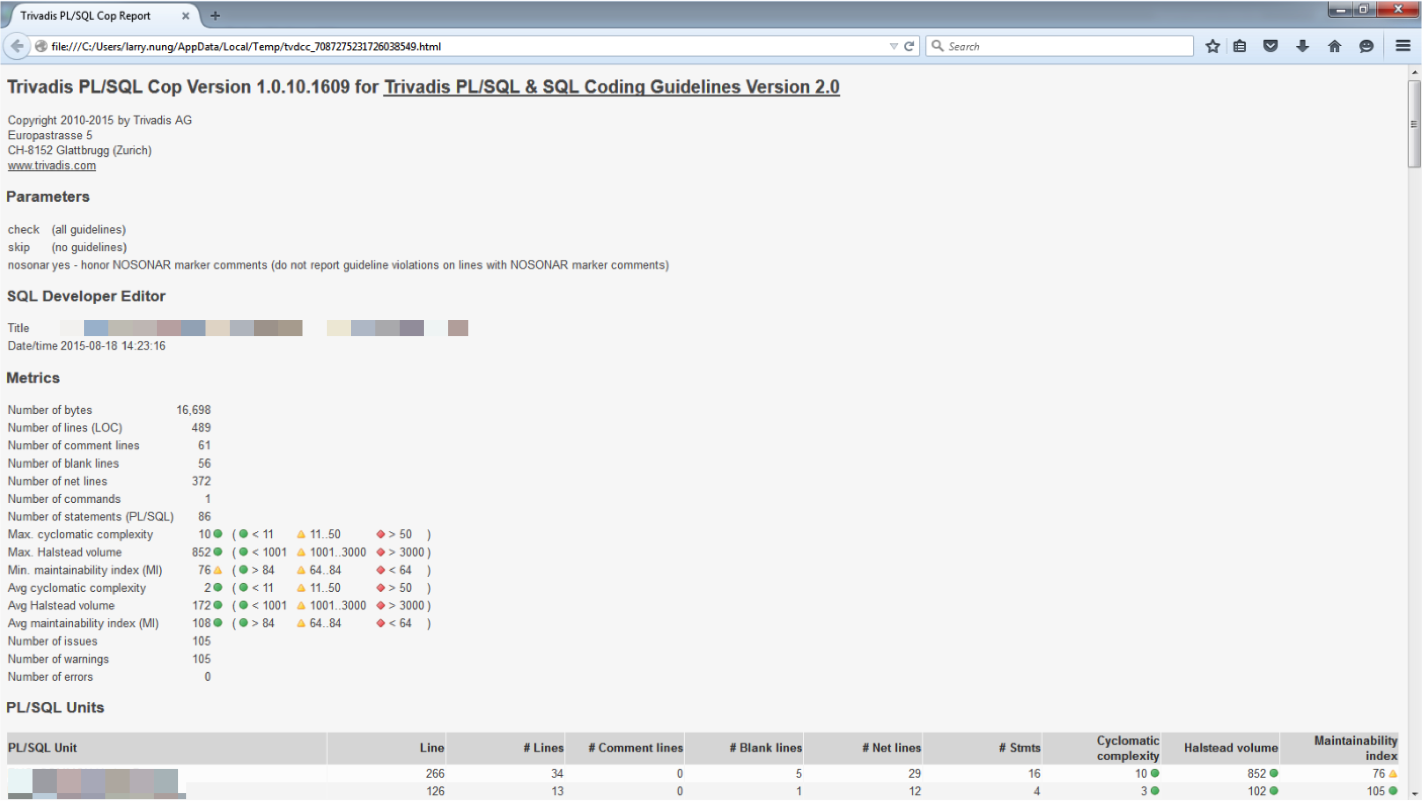 Trivadis PL/SQL Cop Report × +
file:///C:/Users/larry.nung/AppData/Local/Temp/tvdcc_7087275231726038549.html Search
Trivadis PL/SQL Cop Version 1.0.10.1609 for Trivadis PL/SQL & SQL Coding Guidelines Version 2.0
Copyright 2010-2015 by Trivadis AG
Europastrasse 5
CH-8152 Glattbrugg (Zurich)
www.trivadis.com
Parameters
check (all guidelines)
skip (no guidelines)
nosonar yes - honor NOSONAR marker comments (do not report guideline violations on lines with NOSONAR marker comments)
SQL Developer Editor
Title
Date/time 2015-08-18 14:23:16
Metrics
Number of bytes 16,698
Number of lines (LOC) 489
Number of comment lines 61
Number of blank lines 56
Number of net lines 372
Number of commands 1
Number of statements (PL/SQL) 86
Max. cyclomatic complexity 10 ( < 11 11..50 > 50 )
Max. Halstead volume 852 ( < 1001 1001..3000 > 3000 )
Min. maintainability index (MI) 76 ( > 84 64..84 < 64 )
Avg cyclomatic complexity 2 ( < 11 11..50 > 50 )
Avg Halstead volume 172 ( < 1001 1001..3000 > 3000 )
Avg maintainability index (MI) 108 ( > 84 64..84 < 64 )
Number of issues 105
Number of warnings 105
Number of errors 0
PL/SQL Units
PL/SQL Unit Line # Lines # Comment lines # Blank lines # Net lines # Stmts Cyclomatic complexity Halstead volume Maintainability index
266 34 0 5 29 16 10 852 76
126 13 0 1 12 4 3 102 105